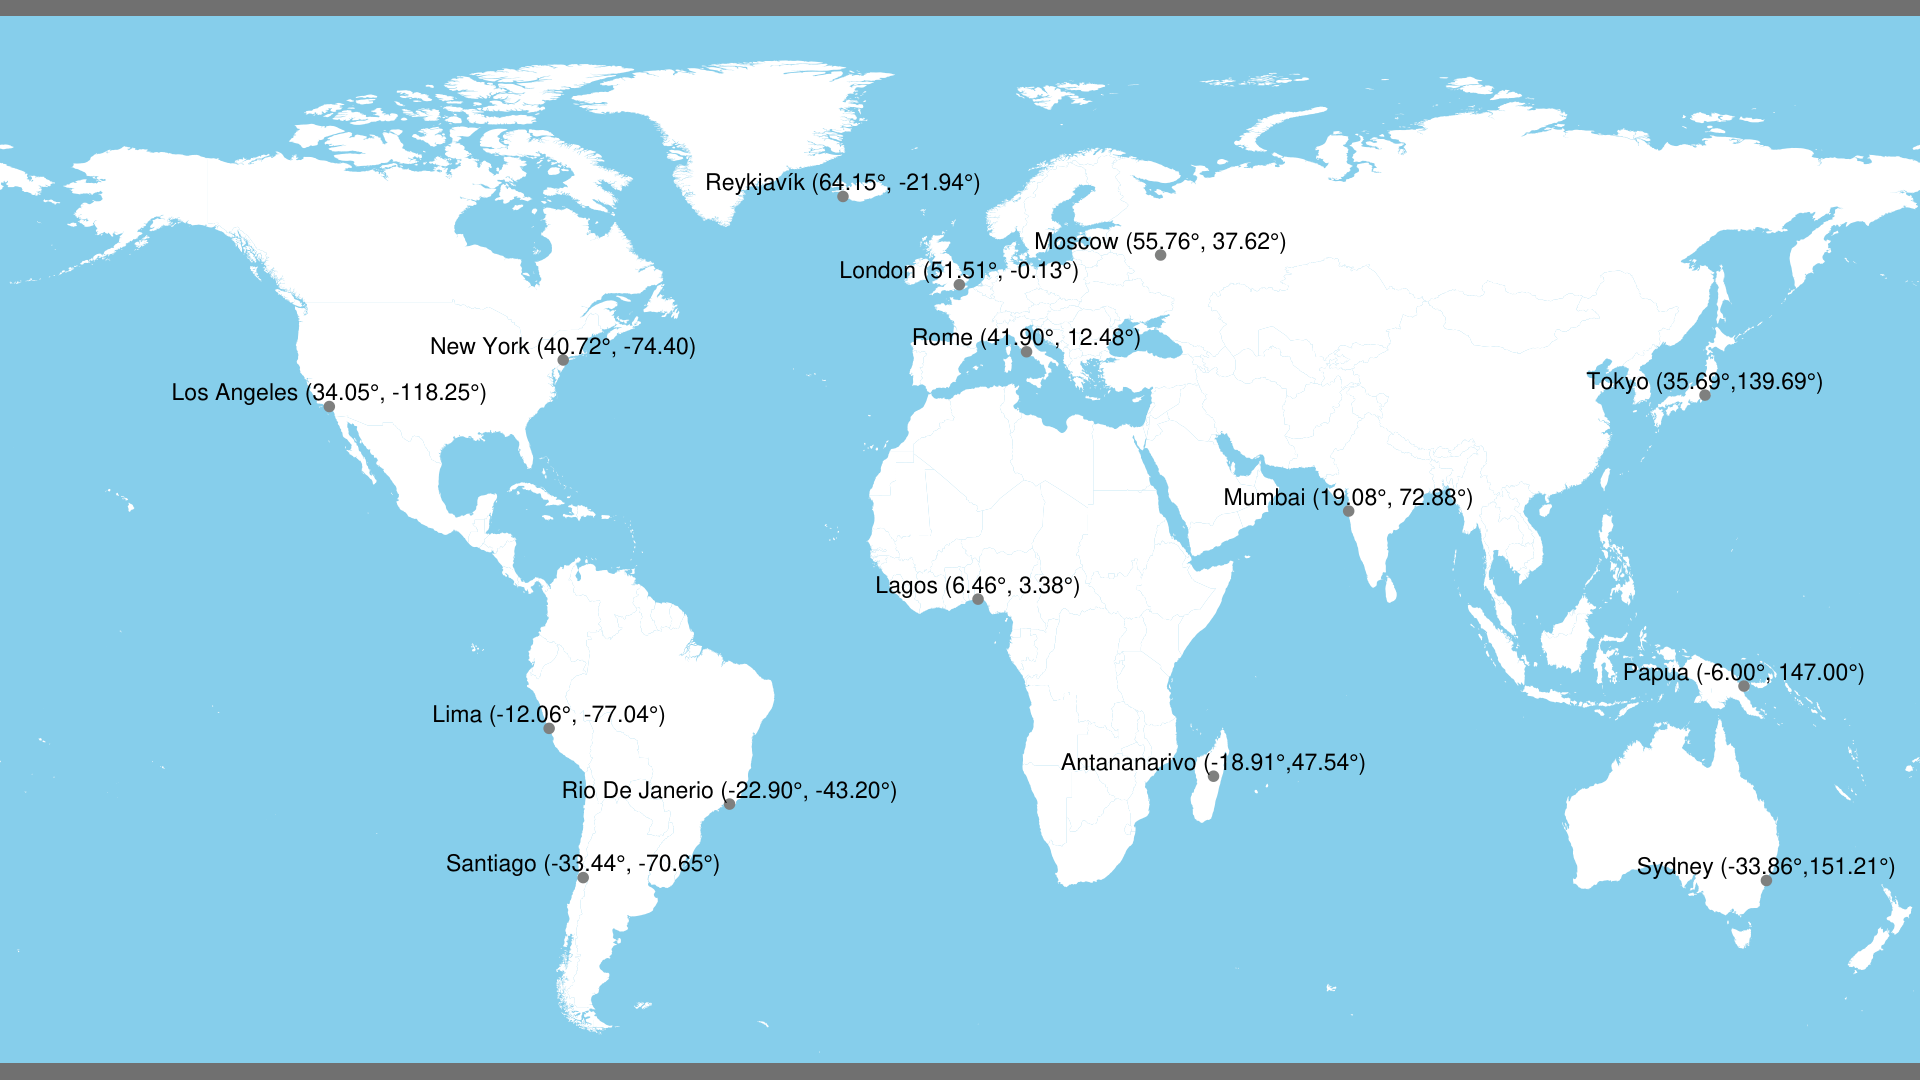 Reykjavík (64.15°, -21.94°)
Moscow (55.76°, 37.62°)
London (51.51°, -0.13°)
Rome (41.90°, 12.48°)
New York (40.72°, -74.40)
Tokyo (35.69°,139.69°)
Los Angeles (34.05°, -118.25°)
Mumbai (19.08°, 72.88°)
Lagos (6.46°, 3.38°)
Papua (-6.00°, 147.00°)
Lima (-12.06°, -77.04°)
Antananarivo (-18.91°,47.54°)
Rio De Janerio (-22.90°, -43.20°)
Santiago (-33.44°, -70.65°)
Sydney (-33.86°,151.21°)